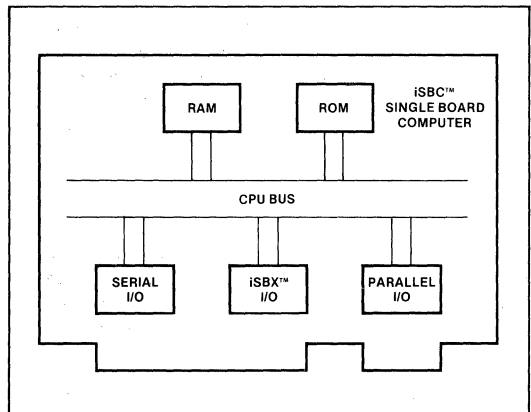 RAM
ROM
iSBC™
SINGLE BOARD
COMPUTER
CPU BUS
SERIAL
I/O
iSBX™
I/O
PARALLEL
I/O